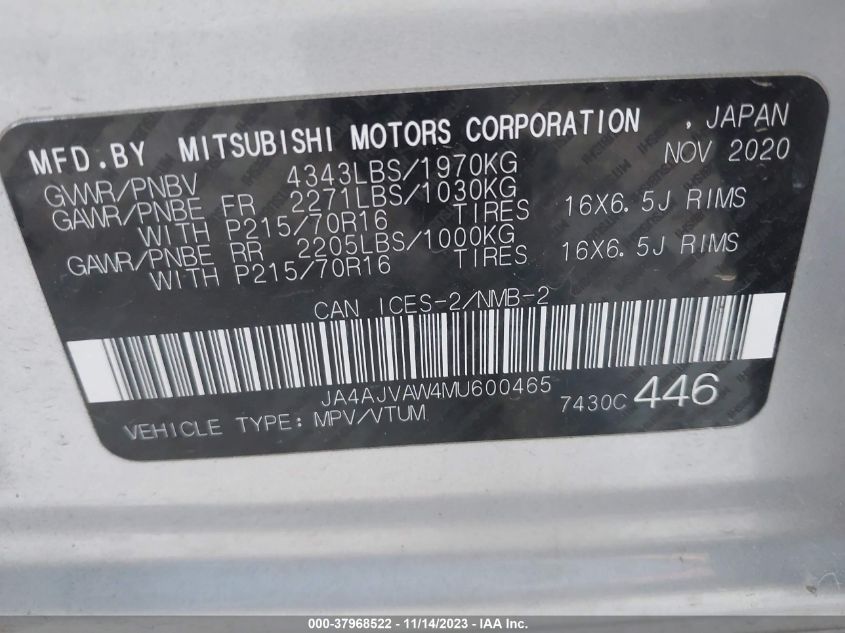 MFD.BY MITSUBISHI MOTORS CORPORATION , JAPAN
GWWR/PNBV 4343LBS/1970KG NOV 2020
GAWR/PNBE FR 2271LBS/1030KG
WITH P215/70R16 TIRES 16X6.5J RIMS
GAWR/PNBE RR 2205LBS/1000KG
WITH P215/70R16 TIRES 16X6.5J RIMS
CAN ICES-2/NMB-2
JA4AJVAW4MU600465
VEHICLE TYPE: MPV/VTUM 7430C 446
000-37968522 - 11/14/2023 - IAA Inc.